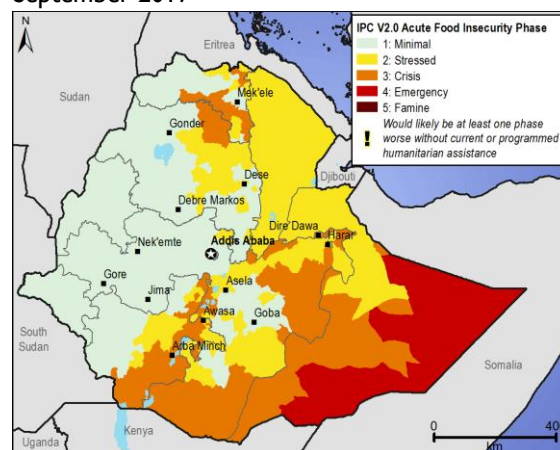 September 2017
N
IPC V2.0 Acute Food Insecurity Phase
1: Minimal
2: Stressed
3: Crisis
4: Emergency
5: Famine
! Would likely be at least one phase
worse without current or programmed
humanitarian assistance
Eritrea
Sudan
Mek'ele
Gonder
Djibouti
Dese
Debre Markos
Dire Dawa
Harar
Addis Ababa
Nek'emte
Gore
Asela
Jima
Awasa
Goba
South
Sudan
Arba Minch
Somalia
Kenya
Uganda
0 40
km